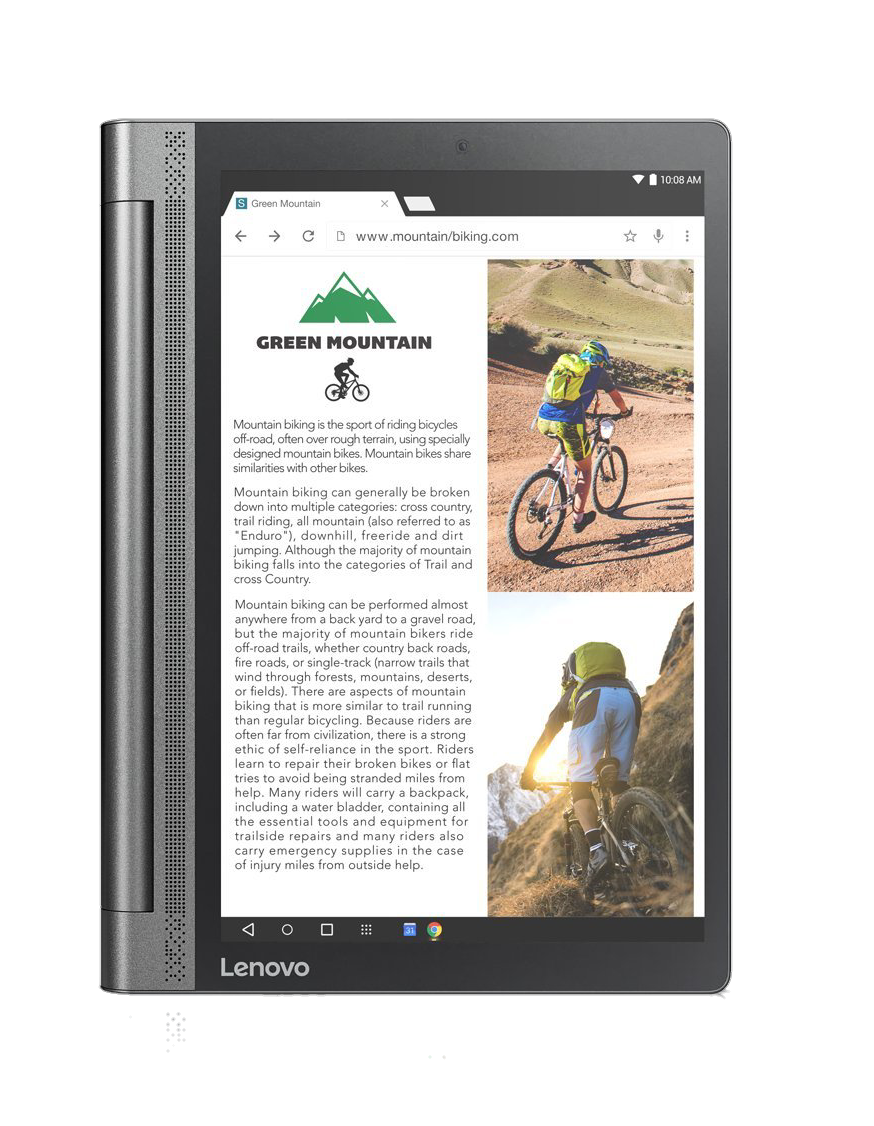 10:08 AM
S Green Mountain
www.mountain/biking.com
GREEN MOUNTAIN
Mountain biking is the sport of riding bicycles
off-road, often over rough terrain, using specially
designed mountain bikes. Mountain bikes share
similarities with other bikes.
Mountain biking can generally be broken
down into multiple categories: cross country,
trail riding, all mountain (also referred to as
"Enduro"), downhill, freeride and dirt
jumping. Although the majority of mountain
biking falls into the categories of Trail and
cross Country.
Mountain biking can be performed almost
anywhere from a back yard to a gravel road,
but the majority of mountain bikers ride
off-road trails, whether country back roads,
fire roads, or single-track (narrow trails that
wind through forests, mountains, deserts,
or fields). There are aspects of mountain
biking that is more similar to trail running
than regular bicycling. Because riders are
often far from civilization, there is a strong
ethic of self-reliance in the sport. Riders
learn to repair their broken bikes or flat
tries to avoid being stranded miles from
help. Many riders will carry a backpack,
including a water bladder, containing all
the essential tools and equipment for
trailside repairs and many riders also
carry emergency supplies in the case
of injury miles from outside help.
31
Lenovo